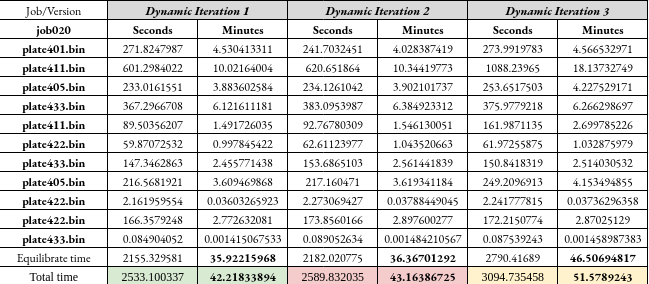 Job/Version Dynamic Iteration 1 Dynamic Iteration 2 Dynamic Iteration 3
job020 Seconds Minutes Seconds Minutes Seconds Minutes
plate401.bin 271.8247987 4.530413311 241.7032451 4.028387419 273.9919783 4.566532971
plate411.bin 601.2984022 10.02164004 620.651864 10.34419773 1088.23965 18.13732749
plate405.bin 233.0161551 3.883602584 234.1261042 3.902101737 253.6517503 4.227529171
plate433.bin 367.2966708 6.121611181 383.0953987 6.384923312 375.9779218 6.266298697
plate411.bin 89.50356207 1.491726035 92.76780309 1.546130051 161.9871135 2.699785226
plate422.bin 59.87072532 0.997845422 62.61123977 1.043520663 61.97255875 1.032875979
plate433.bin 147.3462863 2.455771438 153.6865103 2.561441839 150.8418319 2.514030532
plate405.bin 216.5681921 3.609469868 217.160471 3.619341184 249.2096913 4.153494855
plate422.bin 2.161959554 0.03603265923 2.273069427 0.03788449045 2.241777815 0.03736296358
plate422.bin 166.3579248 2.772632081 173.8560166 2.897600277 172.2150774 2.87025129
plate433.bin 0.084904052 0.001415067533 0.089052634 0.001484210567 0.087539243 0.001458987383
Equilibrate time 2155.329581 35.92215968 2182.020775 36.36701292 2790.41689 46.50694817
Total time 2533.100337 42.21833894 2589.832035 43.16386725 3094.735458 51.5789243